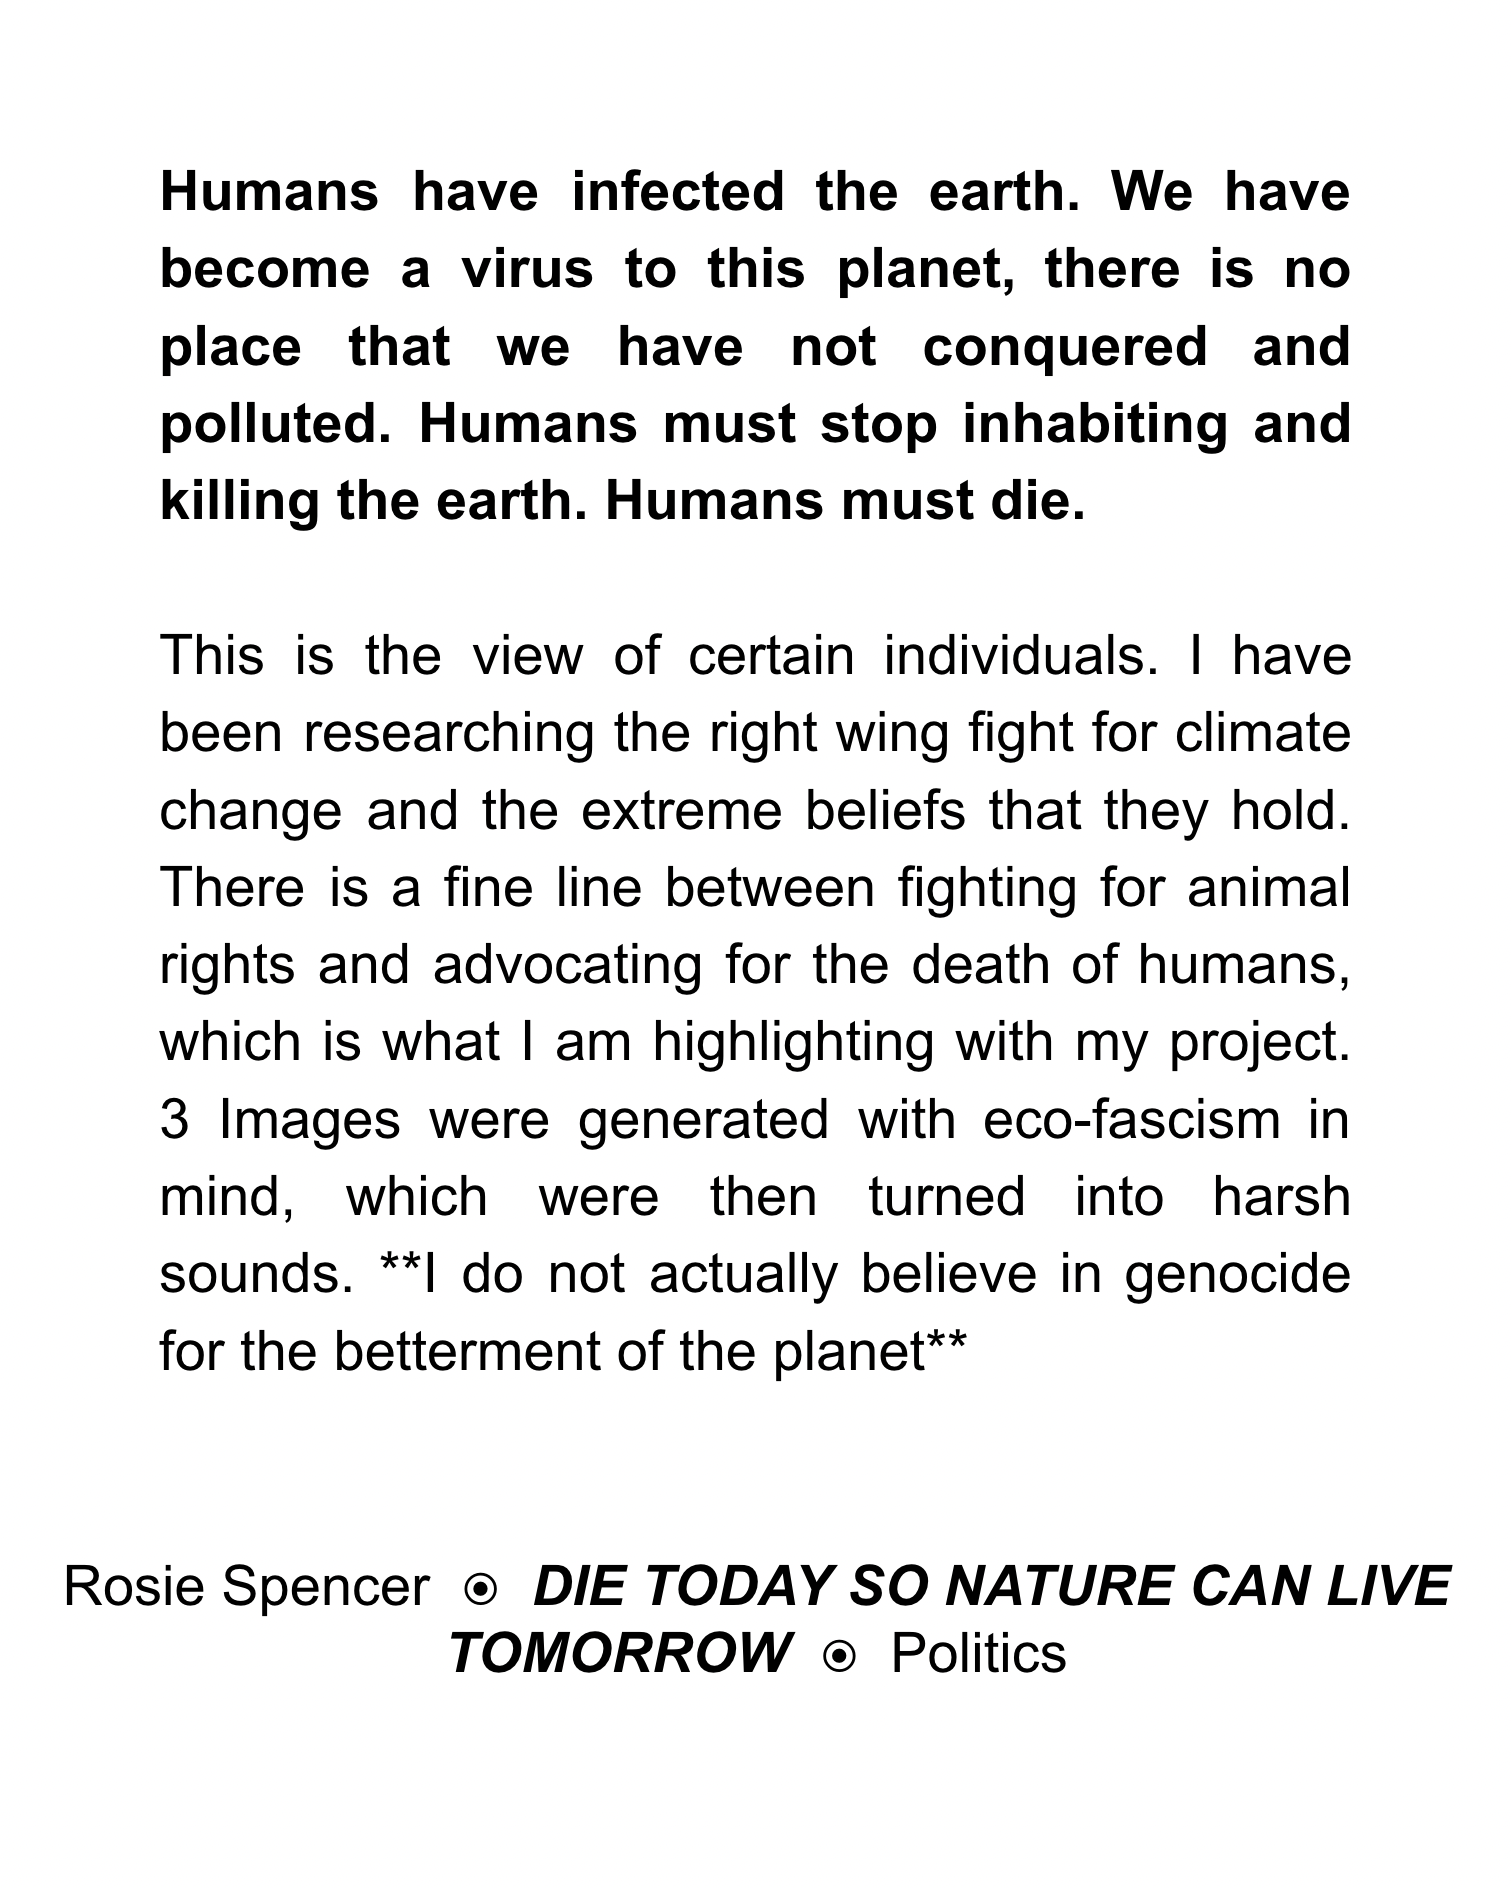 Humans have infected the earth. We have
become a virus to this planet, there is no
place that we have not conquered and
polluted. Humans must stop inhabiting and
killing the earth. Humans must die.
This is the view of certain individuals. I have
been researching the right wing fight for climate
change and the extreme beliefs that they hold.
There is a fine line between fighting for animal
rights and advocating for the death of humans,
which is what I am highlighting with my project.
3 Images were generated with eco-fascism in
mind, which were then turned into harsh
sounds. **I do not actually believe in genocide
for the betterment of the planet**
Rosie Spencer ⦿ DIE TODAY SO NATURE CAN LIVE
TOMORROW ⦿ Politics